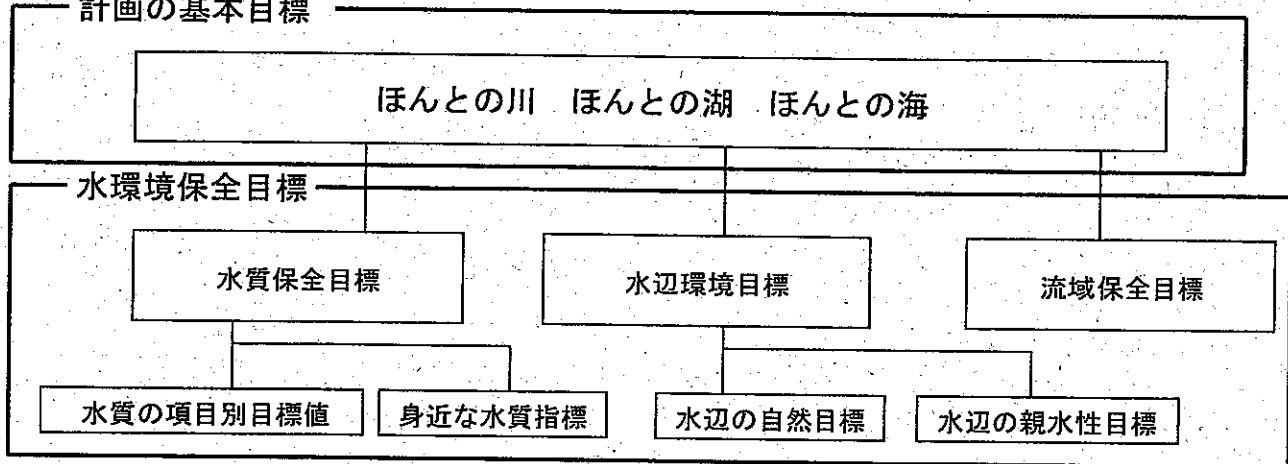 計画の基本目標
ほんとの川 ほんとの湖 ほんとの海
水環境保全目標
水質保全目標
水辺環境目標
流域保全目標
水質の項目別目標値
身近な水質指標
水辺の自然目標
水辺の親水性目標